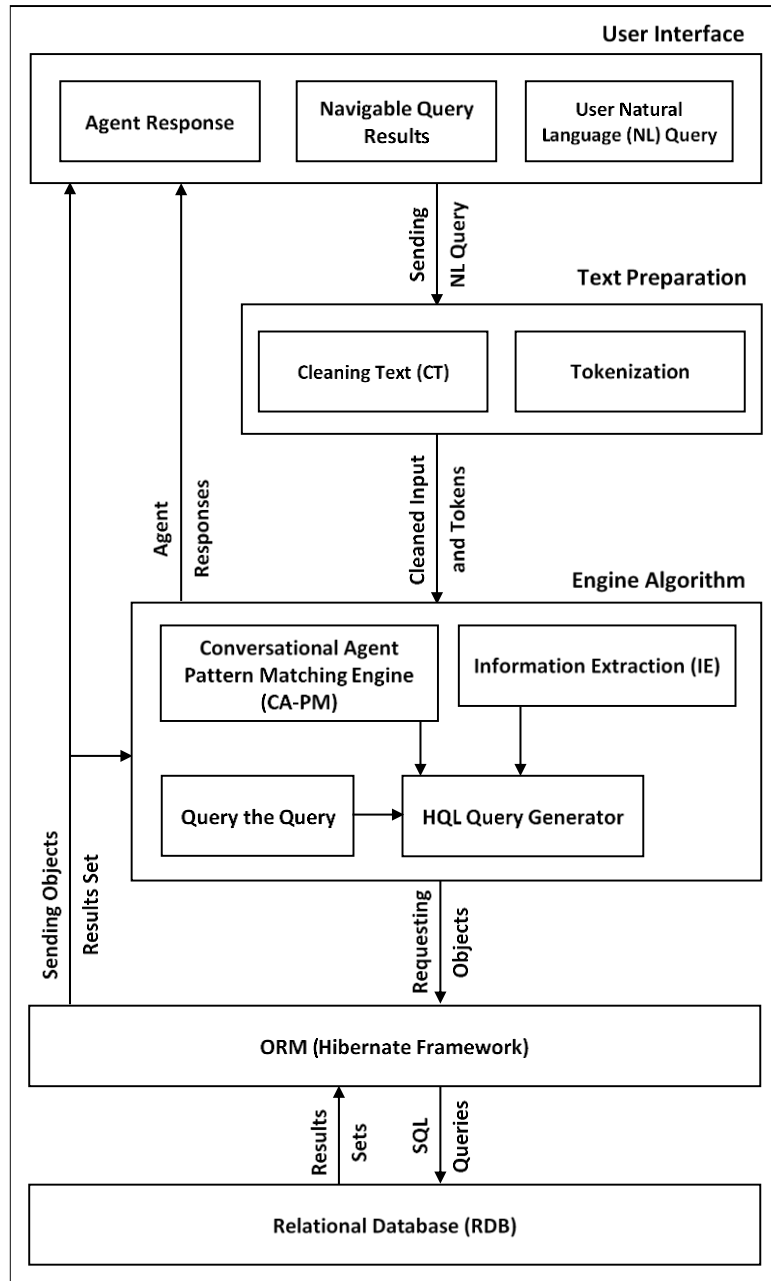 User Interface
Agent Response
Navigable Query
Results
User Natural
Language (NL) Query
Sending
NL Query
Text Preparation
Cleaning Text (CT)
Tokenization
Cleaned Input
and Tokens
Agent
Responses
Engine Algorithm
Conversational Agent
Pattern Matching Engine
(CA-PM)
Information Extraction (IE)
Query the Query
HQL Query Generator
Sending Objects
Results Set
Requesting
Objects
ORM (Hibernate Framework)
Results
Sets
SQL
Queries
Relational Database (RDB)